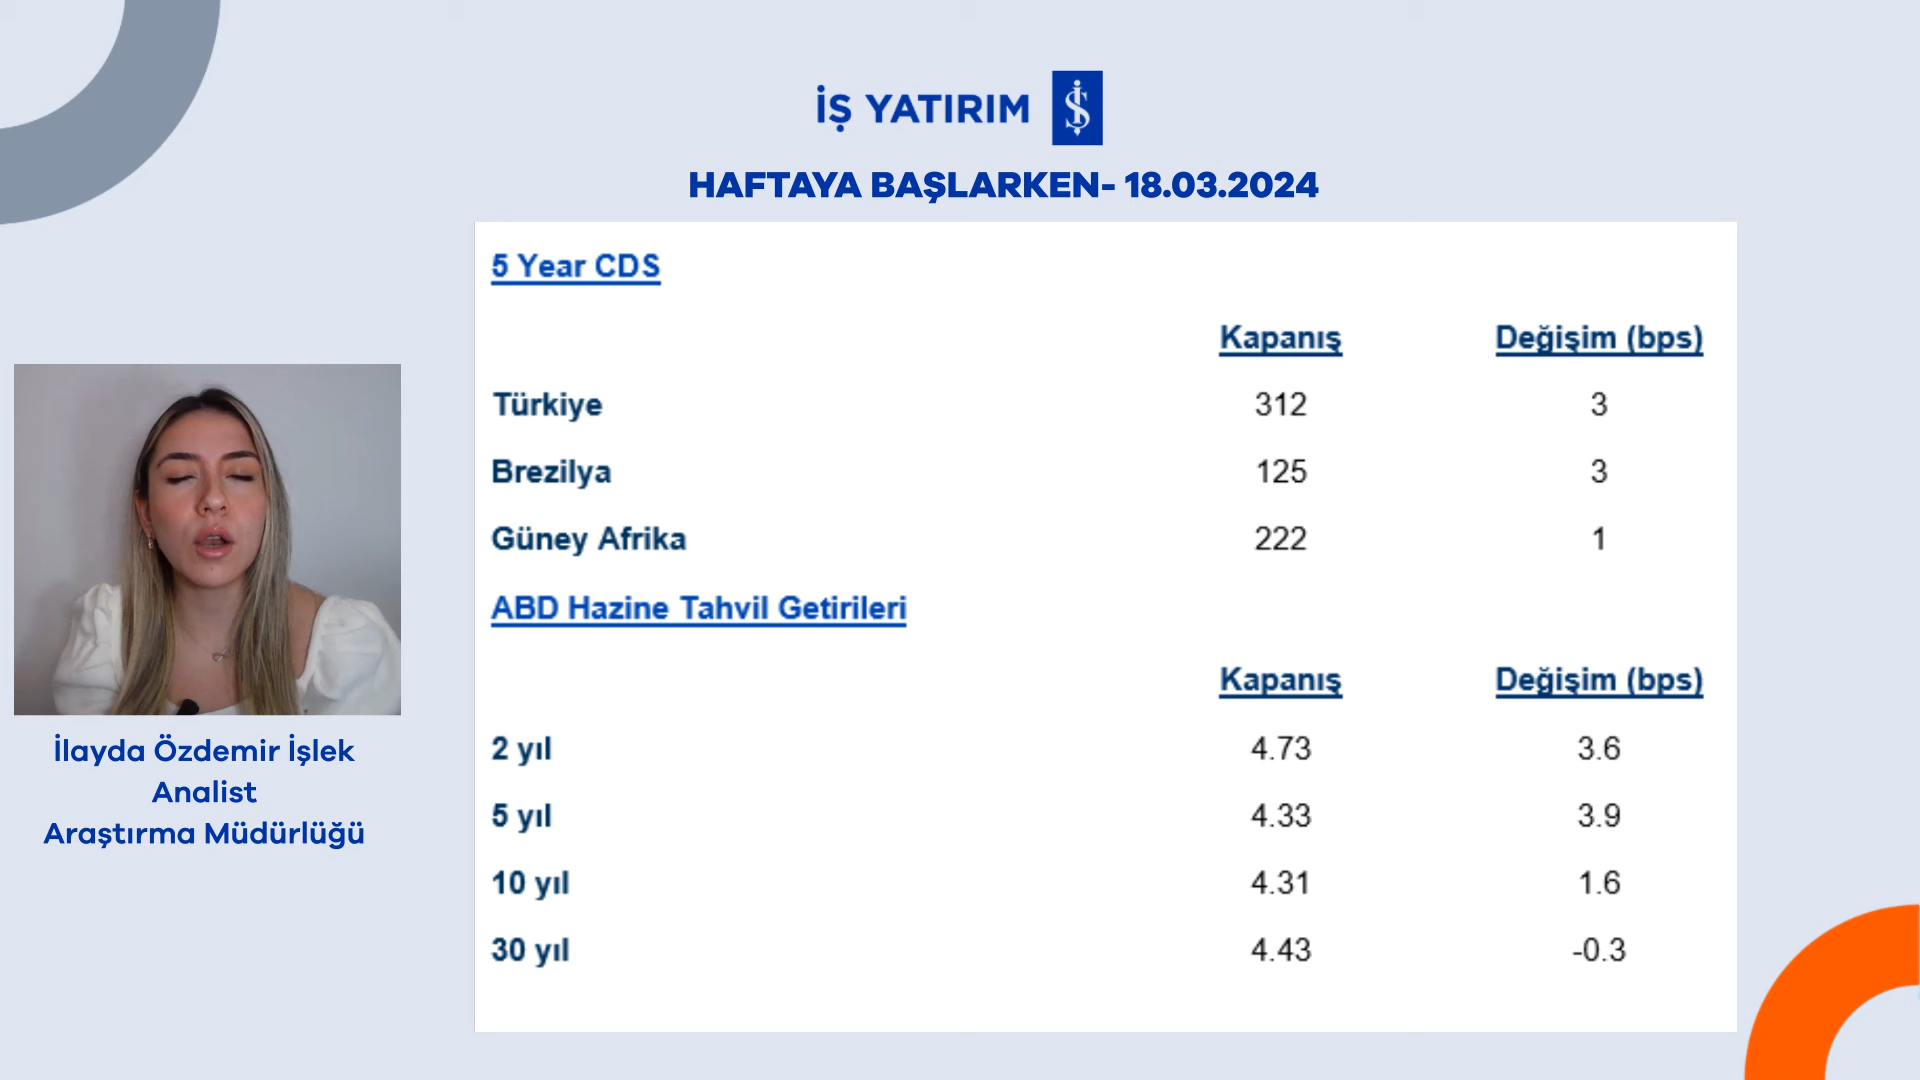 İŞ YATIRIM
HAFTAYA BAŞLARKEN- 18.03.2024
5 Year CDS
Kapanış Değişim (bps)
Türkiye 312 3
Brezilya 125 3
Güney Afrika 222 1
ABD Hazine Tahvil Getirileri
Kapanış Değişim (bps)
2 yıl 4.73 3.6
5 yıl 4.33 3.9
10 yıl 4.31 1.6
30 yıl 4.43 -0.3
İlayda Özdemir İşlek
Analist
Araştırma Müdürlüğü